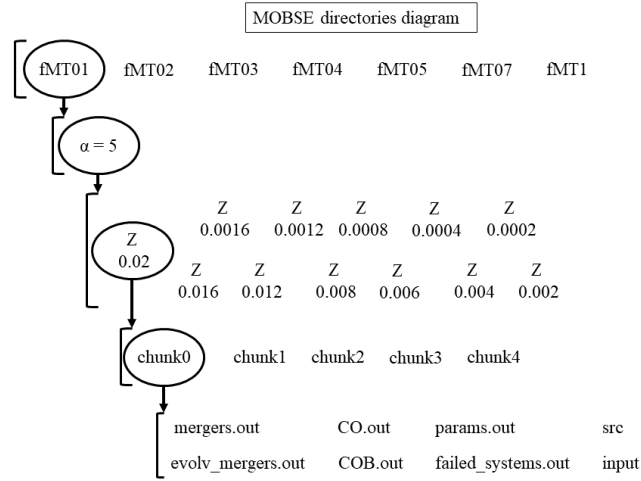 MOBSE directories diagram
fMT01 fMT02 fMT03 fMT04 fMT05 fMT07 fMT1
α = 5
Z Z Z Z Z
0.0016 0.0012 0.0008 0.0004 0.0002
Z
0.02
Z Z Z Z Z Z
0.016 0.012 0.008 0.006 0.004 0.002
chunk0 chunk1 chunk2 chunk3 chunk4
mergers.out CO.out params.out src
evolv_mergers.out COB.out failed_systems.out input